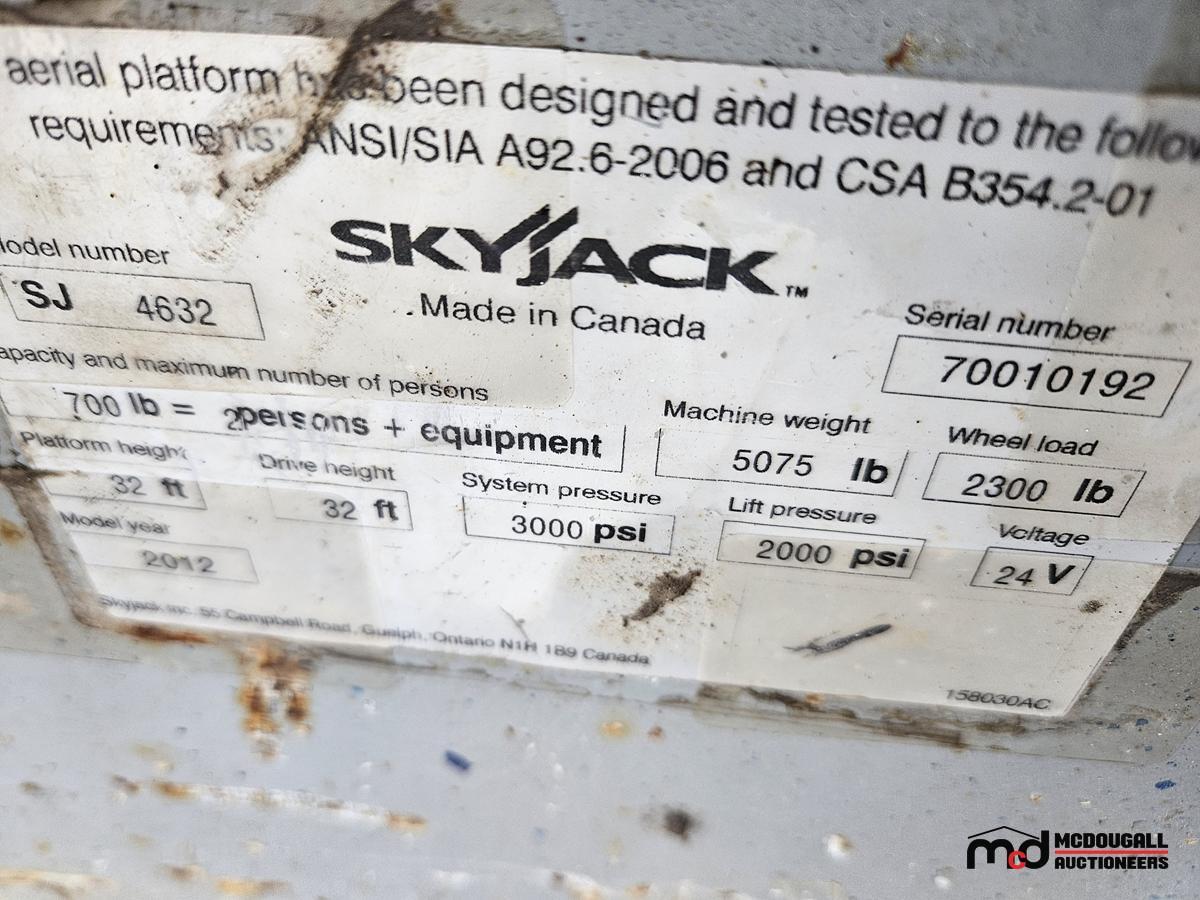 aerial platform has been designed and tested to the follow
requirements: ANSI/SIA A92.6-2006 and CSA B354.2-01
SKYJACK™
Made in Canada
odel number
SJ 4632
Serial number
70010192
apacity and maximum number of persons
700 lb = 2persons + equipment
Machine weight
5075 lb
Wheel load
2300 lb
Platform height
32 ft
Drive height
32 ft
System pressure
3000 psi
Lift pressure
2000 psi
Voltage
24 V
Model year
2012
Skyjack Inc. 55 Campbell Road, Guelph, Ontario N1H 1B9 Canada
158030AC
mcd MCDOUGALL
AUCTIONEERS